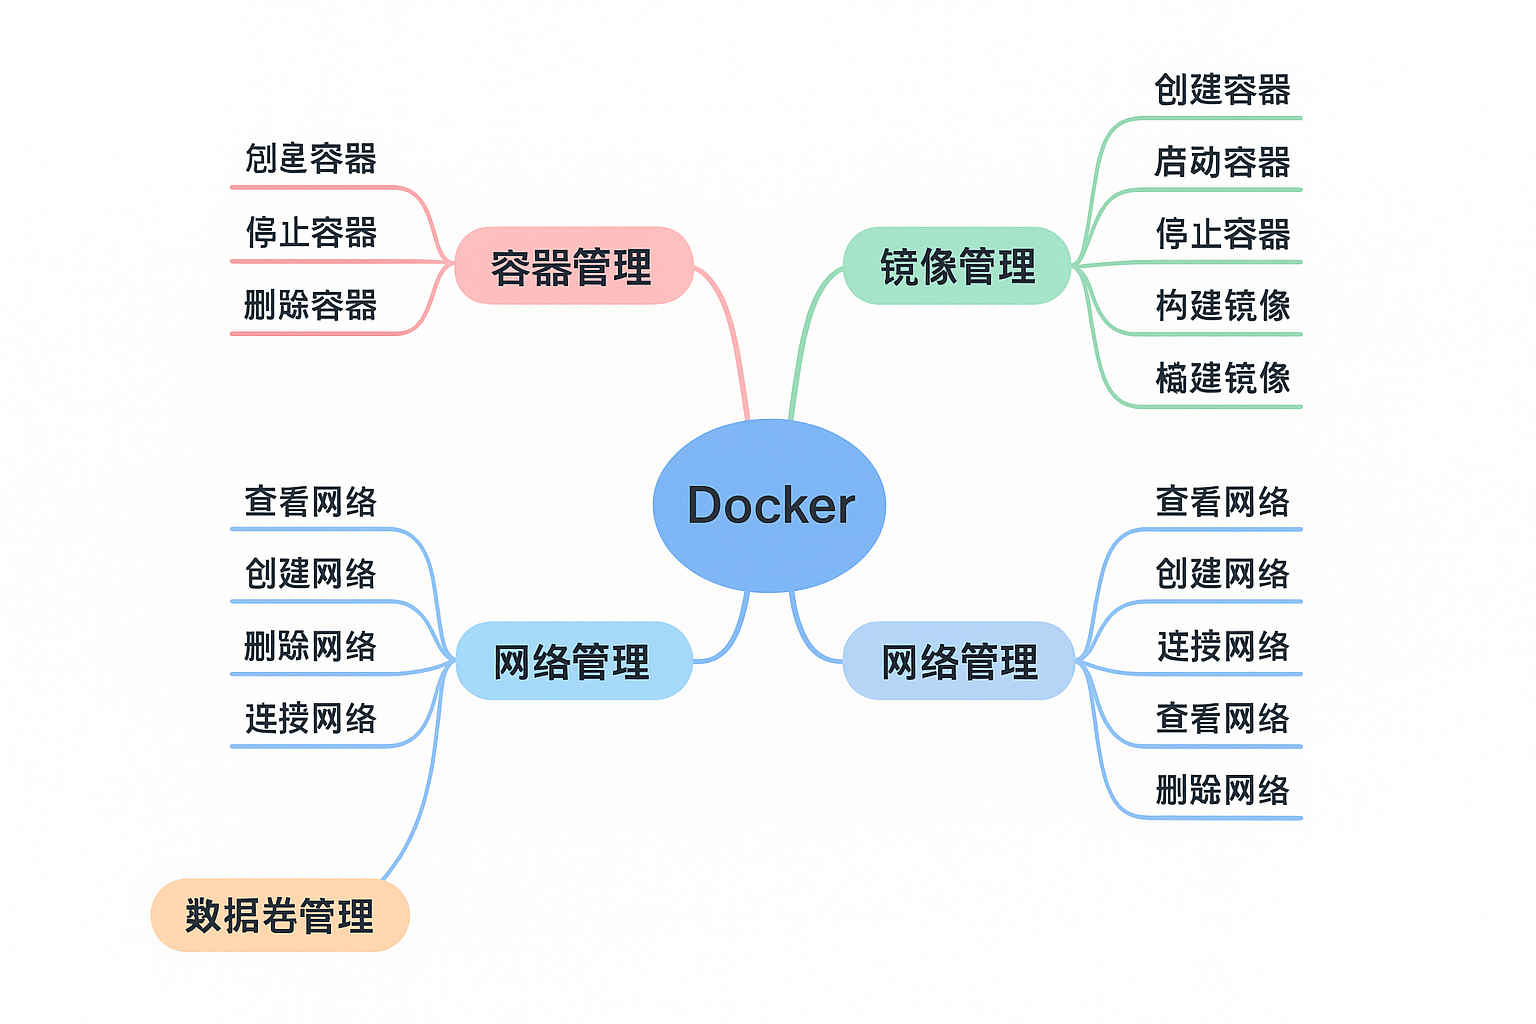 Docker
容器管理
创建容器
停止容器
删除容器
镜像管理
创建容器
启动容器
停止容器
构建镜像
建镜像
网络管理
查看网络
创建网络
删除网络
连接网络
数据卷管理
网络管理
查看网络
创建网络
连接网络
查看网络
删除网络